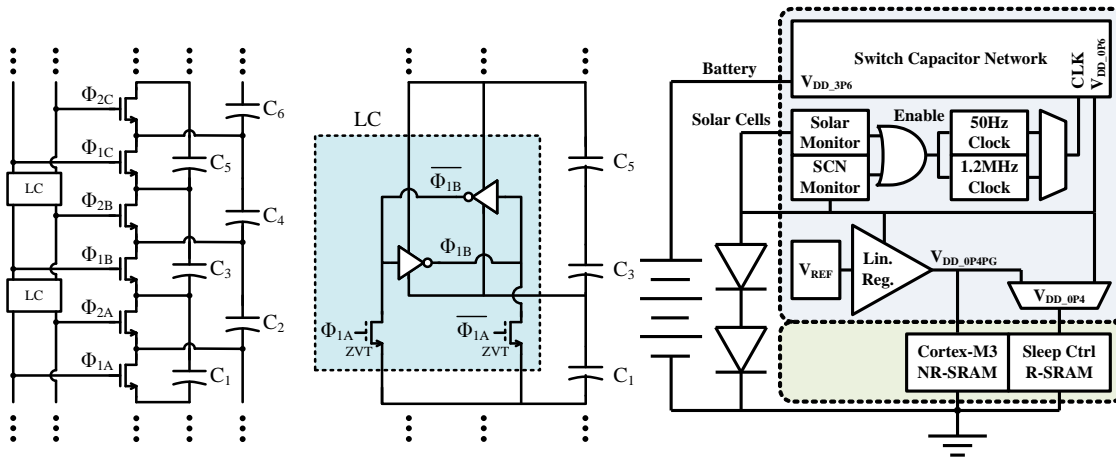 Φ2C
C6
Φ1C
C5
LC
Φ2B
C4
Φ1B
C3
LC
Φ2A
C2
Φ1A
C1
LC
C5
Φ1B
Φ1B
C3
Φ1A
ZVT
Φ1A
ZVT
C1
Switch Capacitor Network
CLK
VDD_0P6
Battery
VDD_3P6
Solar Cells
Solar
Monitor
SCN
Monitor
Enable
50Hz
Clock
1.2MHz
Clock
VREF
Lin.
Reg.
VDD_0P4PG
VDD_0P4
Cortex-M3
NR-SRAM
Sleep Ctrl
R-SRAM